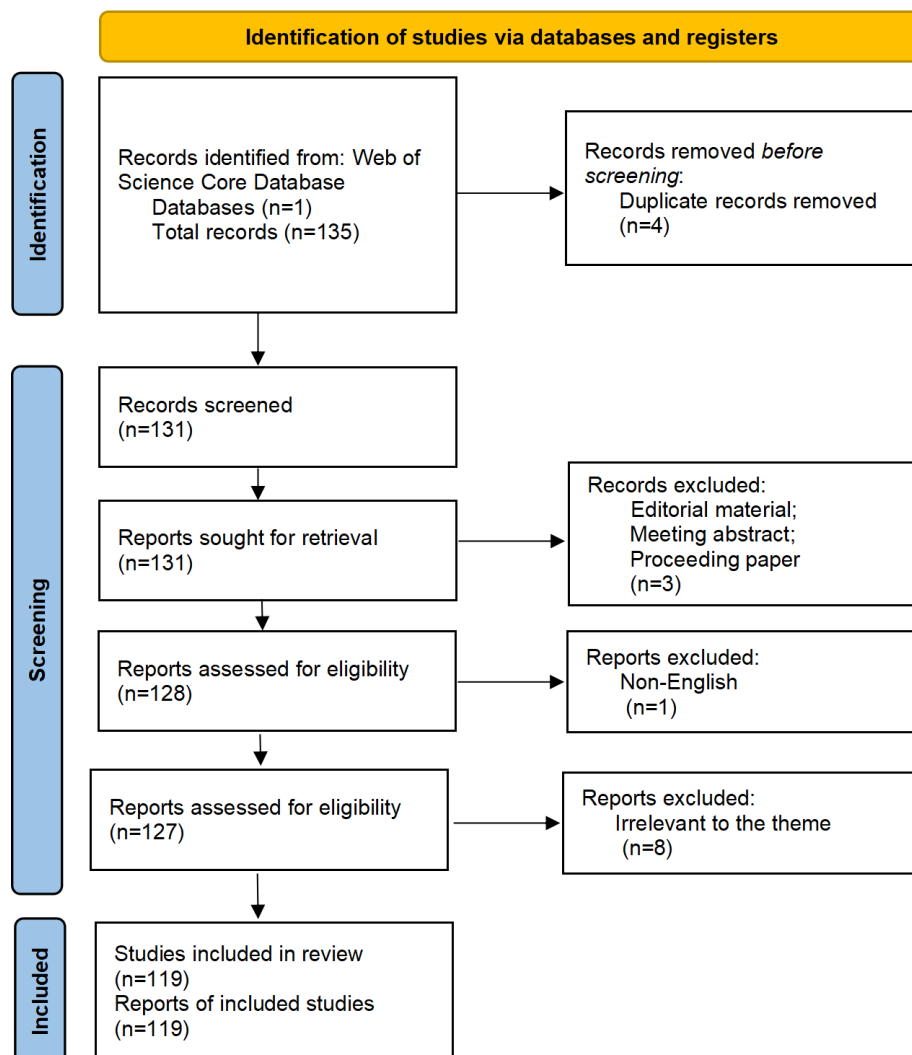 Identification of studies via databases and registers
Identification
Records identified from: Web of
Science Core Database
Databases (n=1)
Total records (n=135)
Records removed before
screening:
Duplicate records removed
(n=4)
Screening
Records screened
(n=131)
Reports sought for retrieval
(n=131)
Records excluded:
Editorial material;
Meeting abstract;
Proceeding paper
(n=3)
Reports assessed for eligibility
(n=128)
Reports excluded:
Non-English
(n=1)
Reports assessed for eligibility
(n=127)
Reports excluded:
Irrelevant to the theme
(n=8)
Included
Studies included in review
(n=119)
Reports of included studies
(n=119)